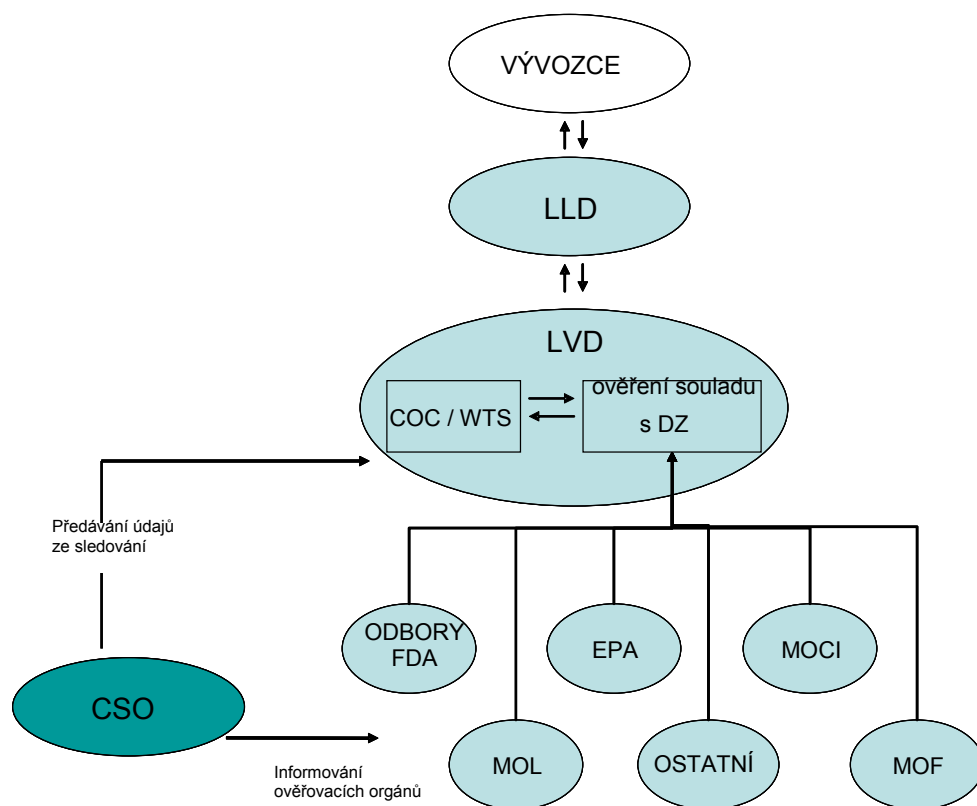 VÝVOZCE
LLD
LVD
ověření souladu
s DZ
COC / WTS
Předávání údajů
ze sledování
ODBORY
FDA
EPA
MOCI
CSO
MOL
OSTATNÍ
MOF
Informování
ověřovacích orgánů